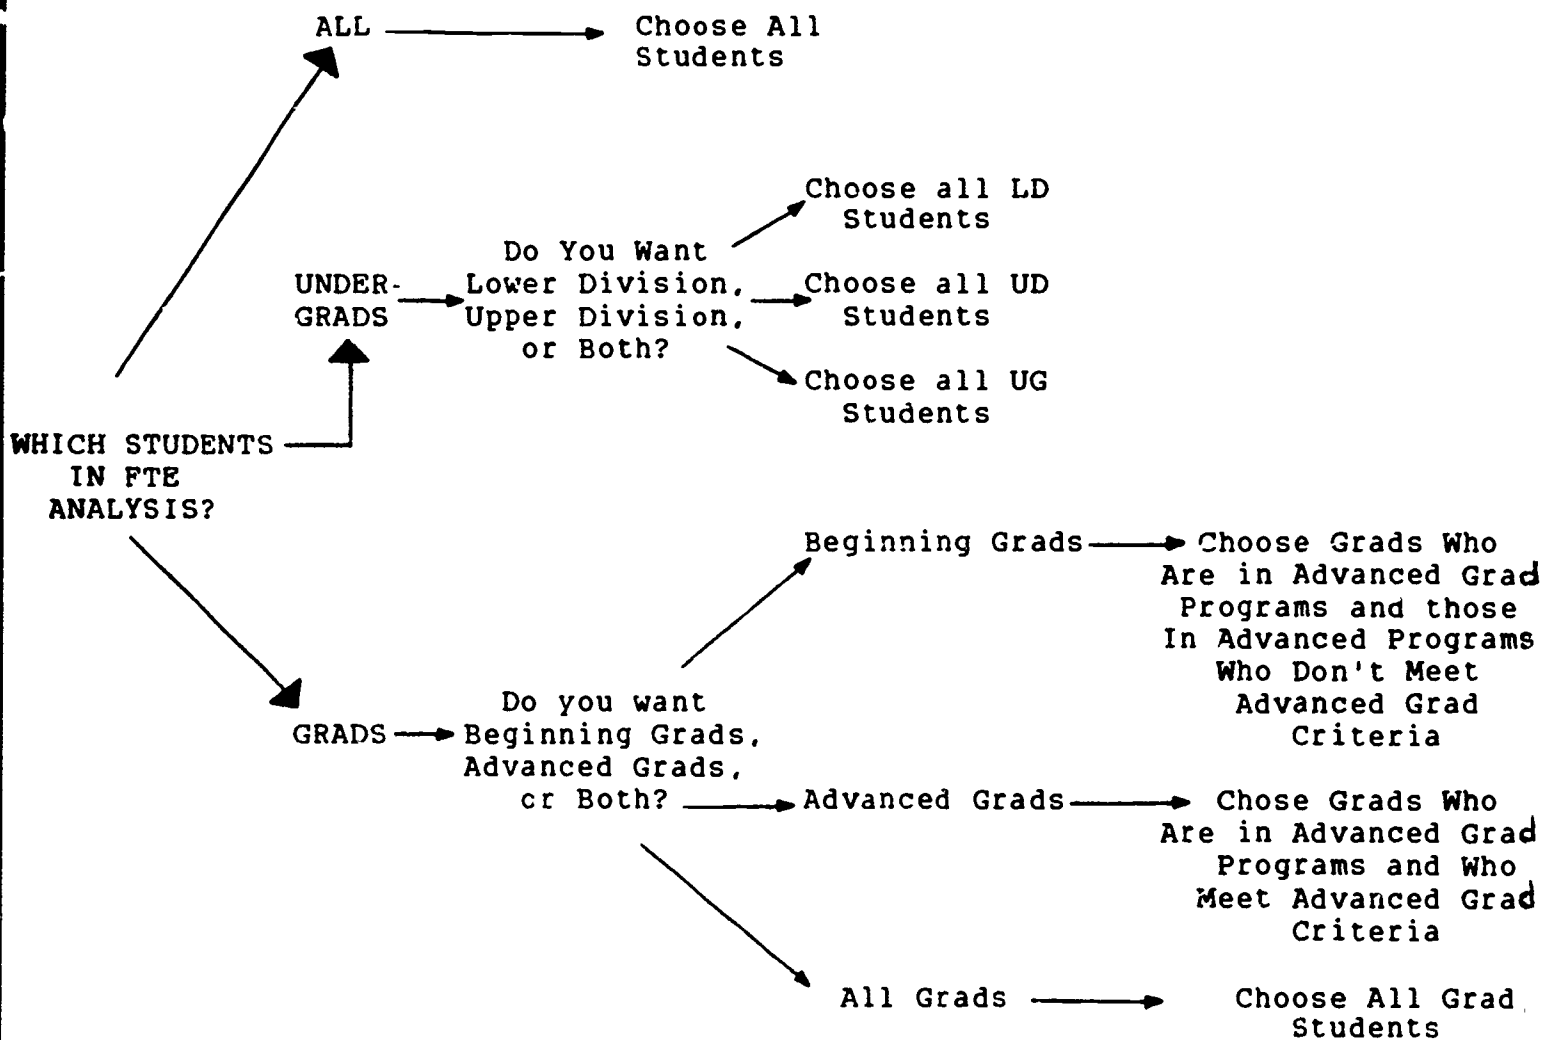 ALL
Choose All
Students
Choose all LD
Students
Do You Want
Lower Division,
Upper Division,
or Both?
UNDER-
GRADS
Choose all UD
Students
Choose all UG
Students
WHICH STUDENTS
IN FTE
ANALYSIS?
Beginning Grads
Choose Grads Who
Are in Advanced Grad
Programs and those
In Advanced Programs
Who Don't Meet
Advanced Grad
Criteria
GRADS
Do you want
Beginning Grads,
Advanced Grads,
or Both?
Advanced Grads
Chose Grads Who
Are in Advanced Grad
Programs and Who
Meet Advanced Grad
Criteria
All Grads
Choose All Grad
Students